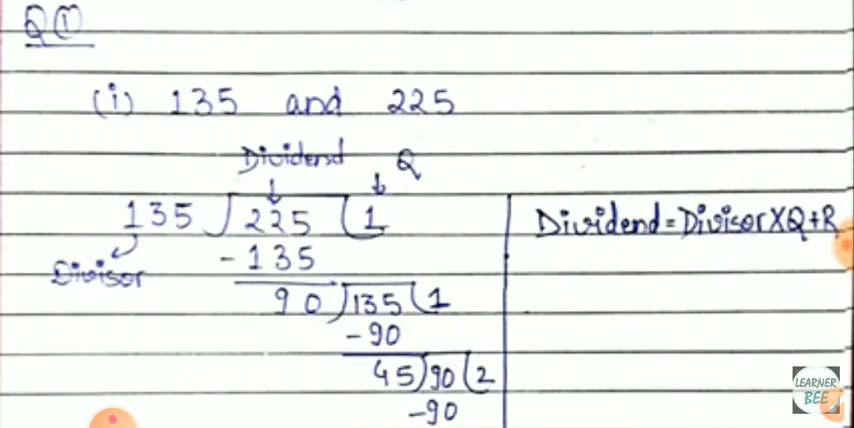 Q ①
(i) 135 and 225
Dividend Q
135 ) 225 ( 1
Dividend = Divisor X Q + R
Divisor
- 135
90 ) 135 ( 1
- 90
45 ) 90 ( 2
- 90
LEARNER
BEE